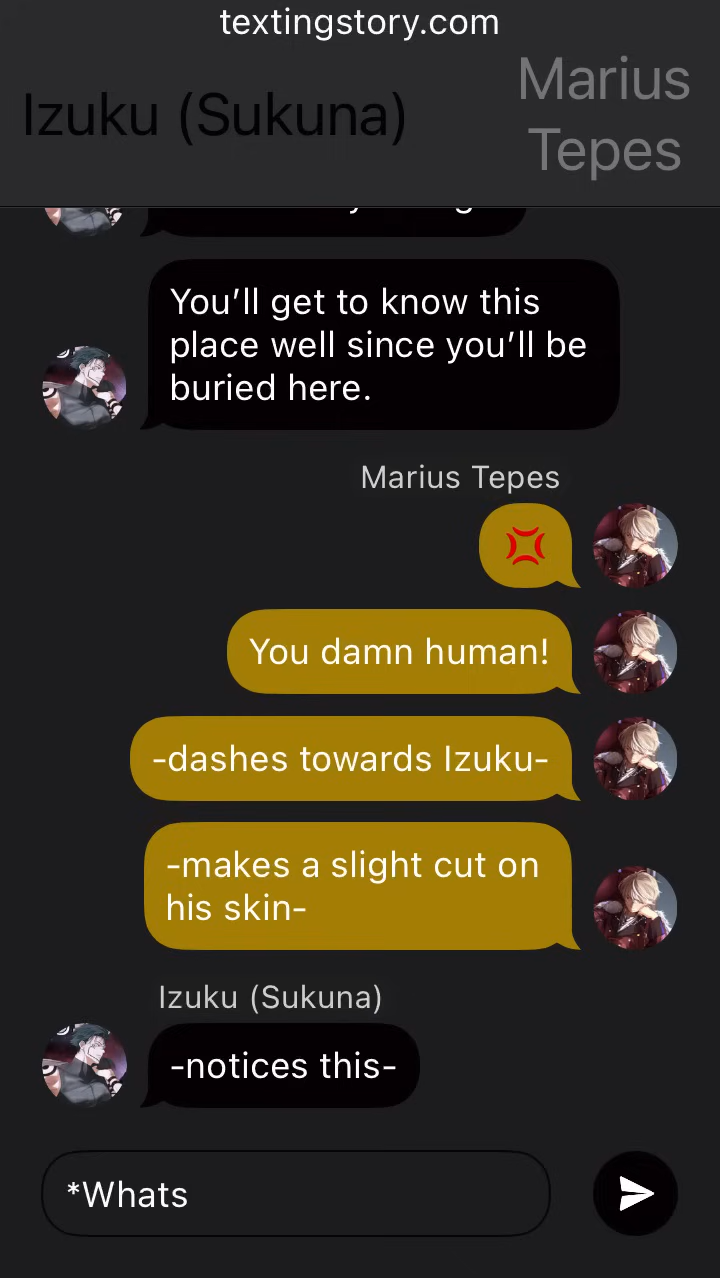 textingstory.com
Izuku (Sukuna)
Marius
Tepes
You’ll get to know this
place well since you’ll be
buried here.
Marius Tepes
You damn human!
-dashes towards Izuku-
-makes a slight cut on
his skin-
Izuku (Sukuna)
-notices this-
*Whats